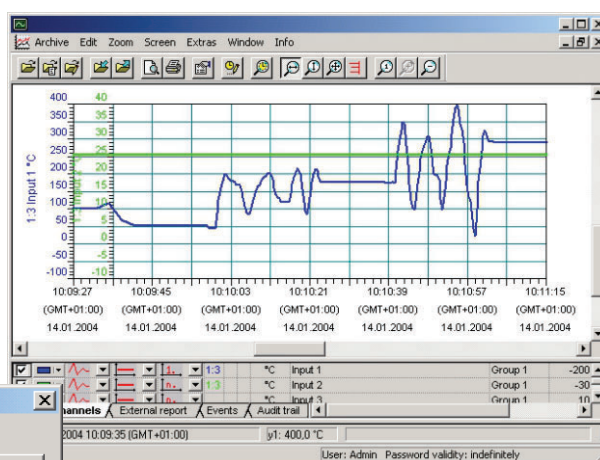 Archive Edit Zoom Screen Extras Window Info
400 40
350 35
300 30
250 25
200 20
150 15
100 10
50 5
0 0
-50 -5
-100 -10
1:3 Input 1 °C
10:09:27 10:09:45 10:10:03 10:10:21 10:10:39 10:10:57 10:11:15
(GMT+01:00) (GMT+01:00) (GMT+01:00) (GMT+01:00) (GMT+01:00) (GMT+01:00) (GMT+01:00)
14.01.2004 14.01.2004 14.01.2004 14.01.2004 14.01.2004 14.01.2004 14.01.2004
1. 1:3 °C Input 1 Group 1 -200
n. 1:3 °C Input 2 Group 1 -30
n. °C Input 3 Group 1 10
hannels External report Events Audit trail
2004 10:09:35 (GMT+01:00) y1: 400,0 °C
User: Admin Password validity: indefinitely